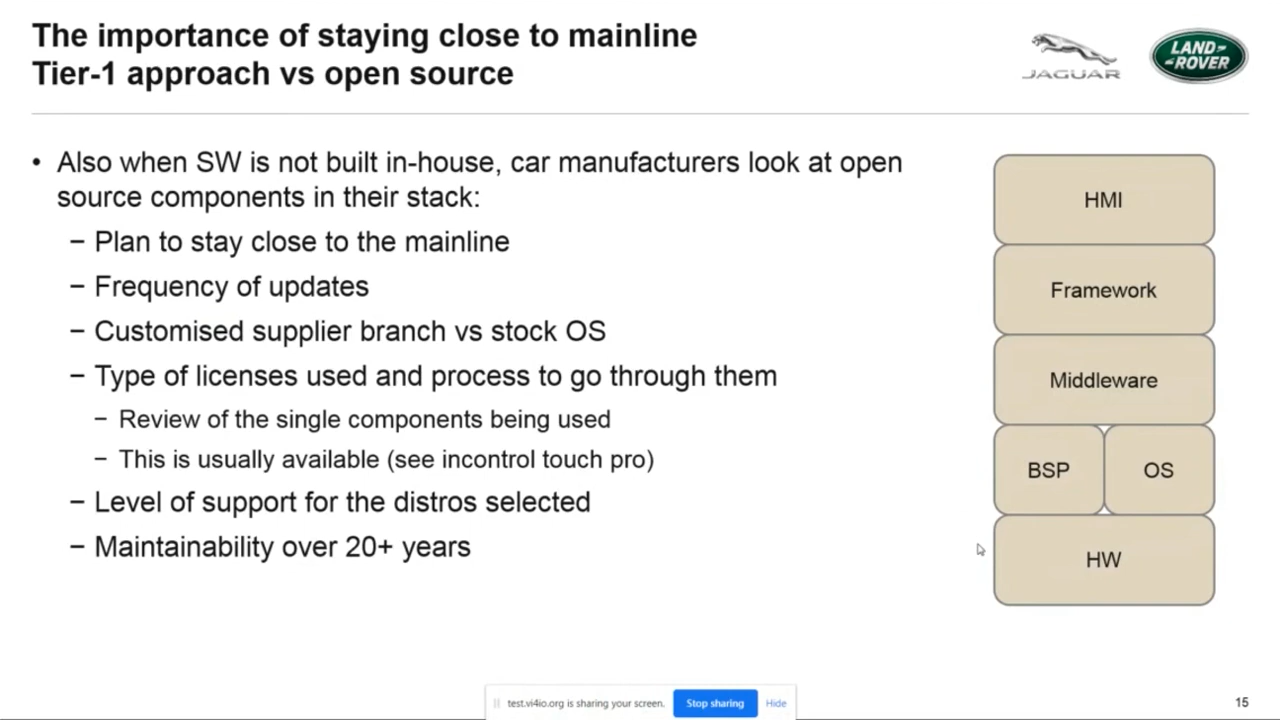 The importance of staying close to mainline
Tier-1 approach vs open source
JAGUAR
LAND-
-ROVER
• Also when SW is not built in-house, car manufacturers look at open
source components in their stack:
− Plan to stay close to the mainline
− Frequency of updates
− Customised supplier branch vs stock OS
− Type of licenses used and process to go through them
− Review of the single components being used
− This is usually available (see incontrol touch pro)
− Level of support for the distros selected
− Maintainability over 20+ years
HMI
Framework
Middleware
BSP
OS
HW
test.vi4io.org is sharing your screen.
Stop sharing
Hide
15